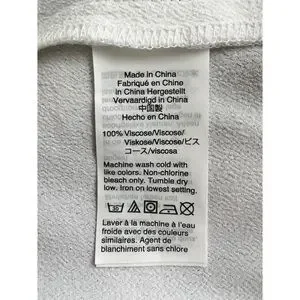 Made in China
Fabriqué en Chine
in China Hergestellt
Vervaardigd in China
中国製
Hecho en China
100% Viscose/Viscose/
Viskose/Viscose/ビス
コース/viscosa
Machine wash cold with
like colors. Non-chlorine
bleach only. Tumble dry
low. Iron on lowest setting.
Laver à la machine à l'eau
froide avec des couleurs
similaires. Agent de
blanchiment sans chlore